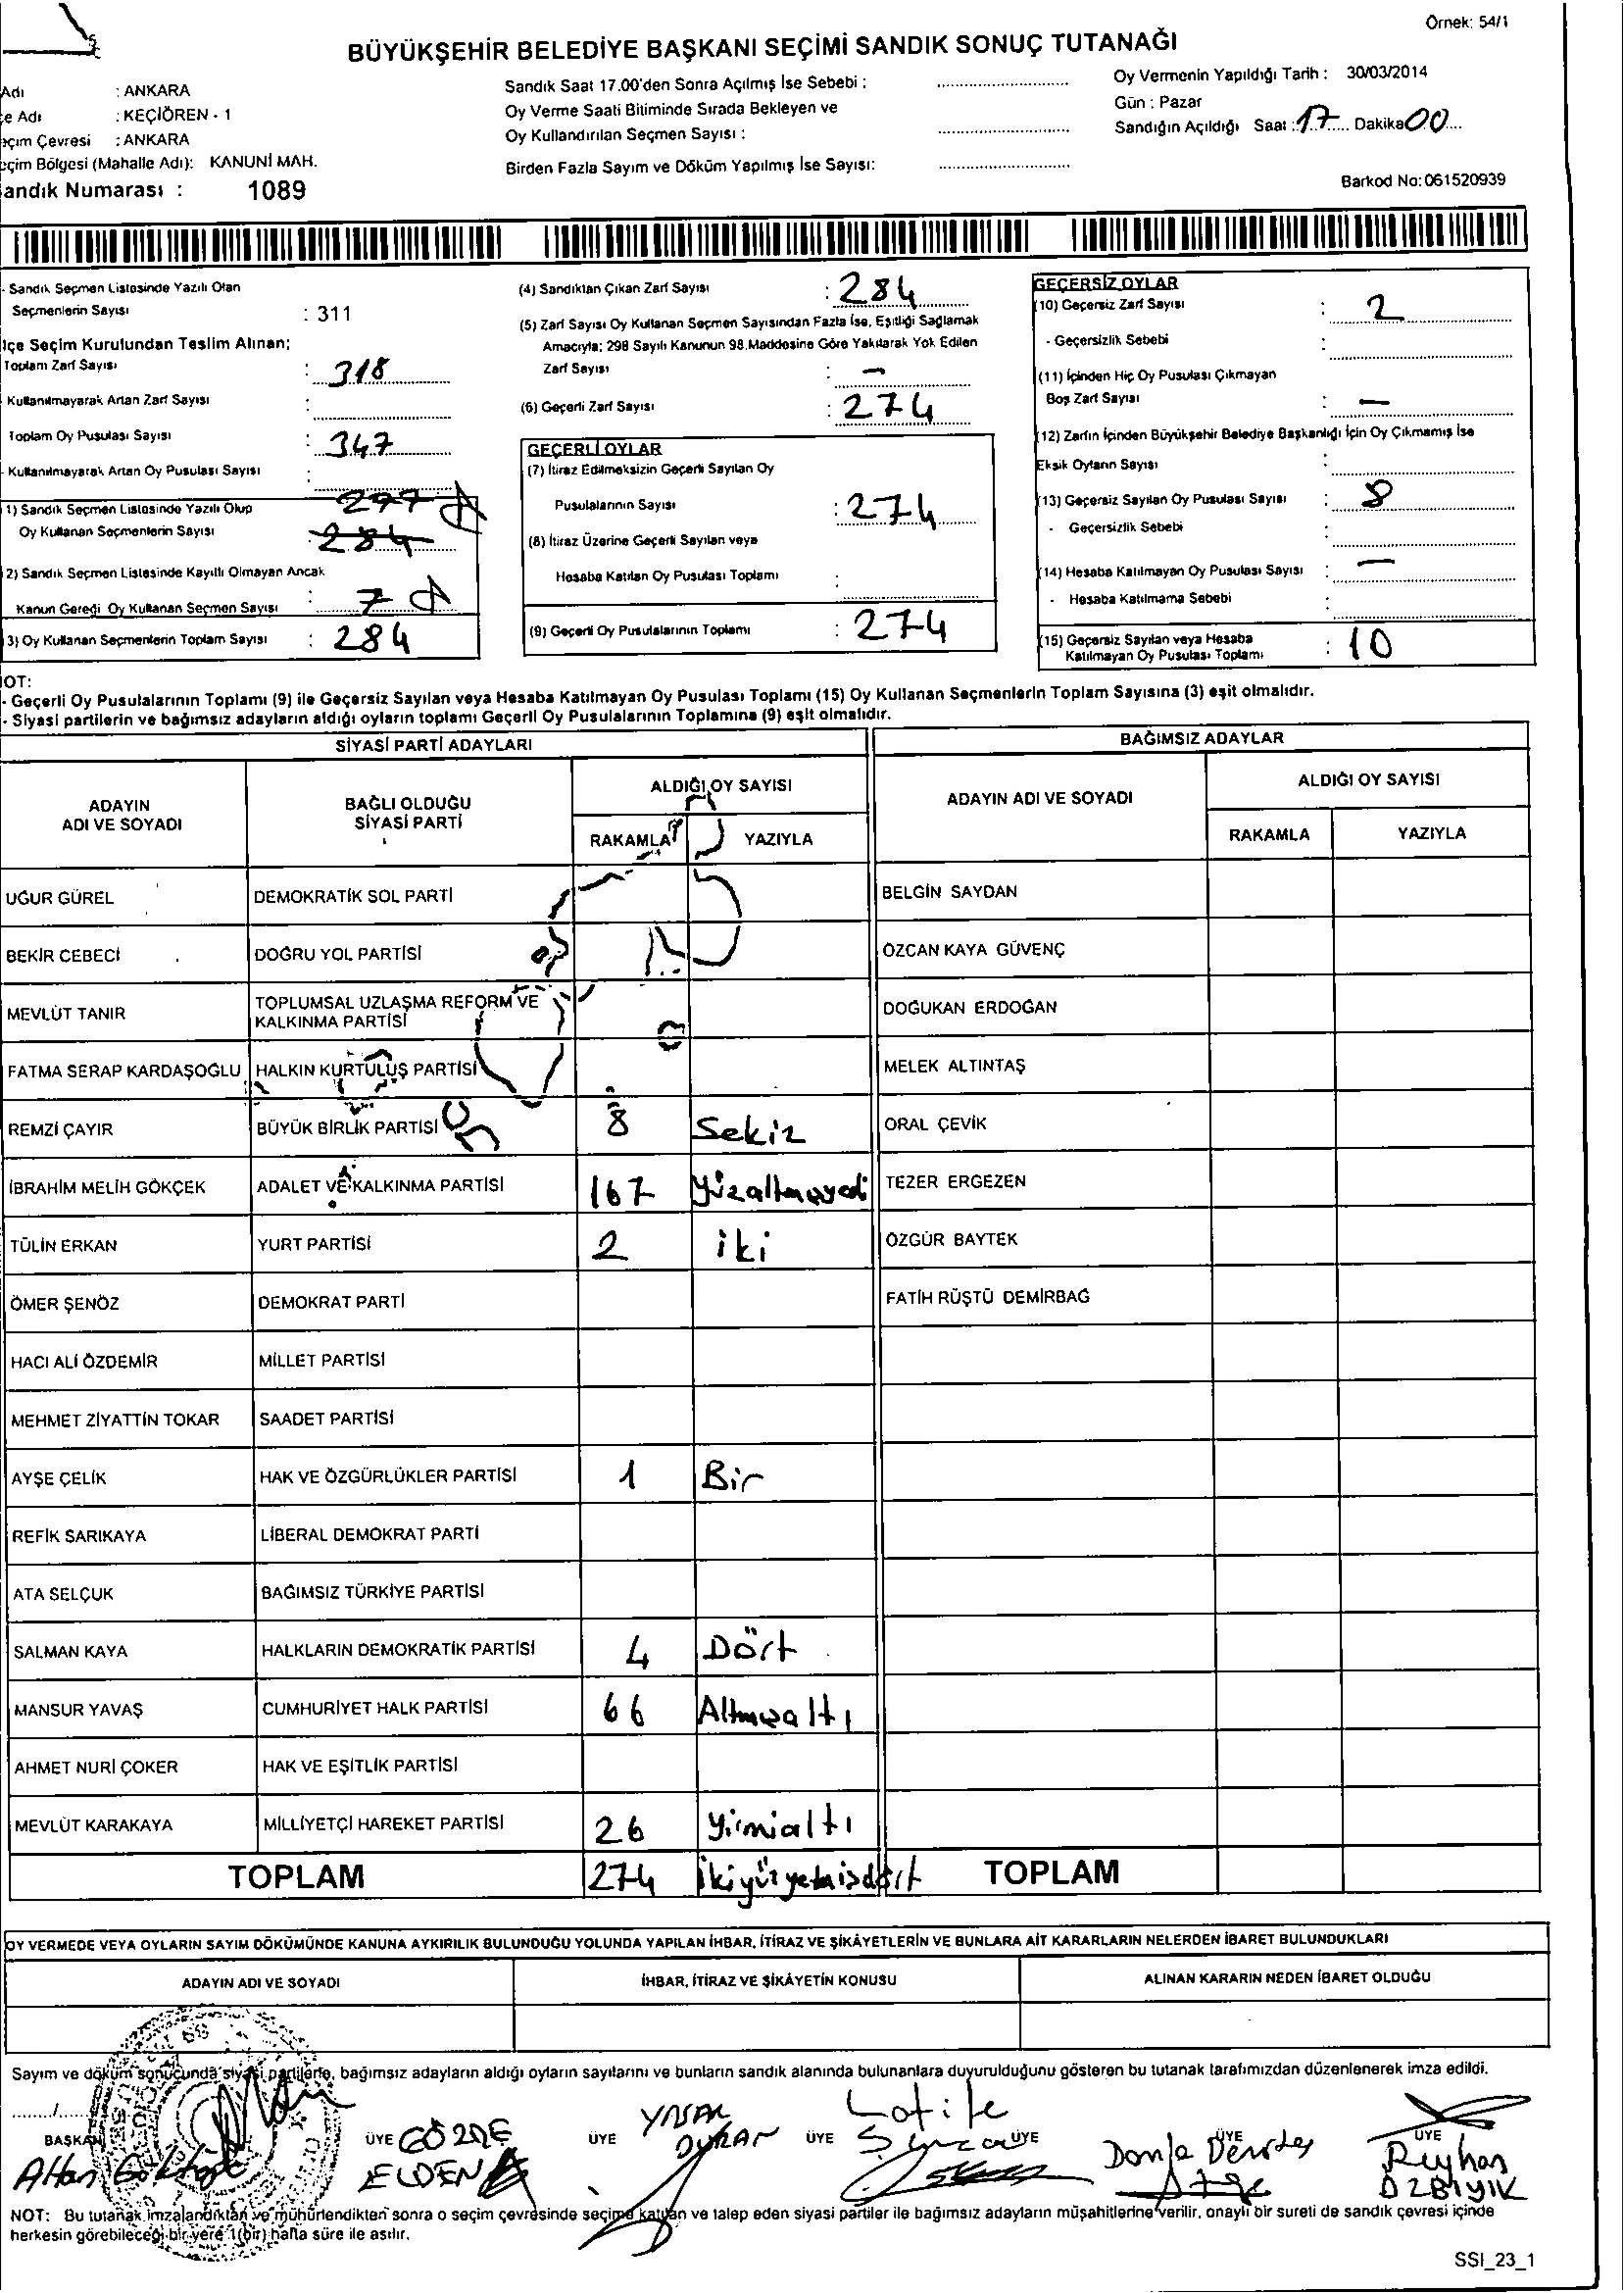 Örnek: 54/1
BÜYÜKŞEHİR BELEDİYE BAŞKANI SEÇİMİ SANDIK SONUÇ TUTANAĞI
Adı : ANKARA
çe Adı : KEÇİÖREN - 1
eçim Çevresi : ANKARA
eçim Bölgesi (Mahalle Adı): KANUNİ MAH.
andık Numarası : 1089
Sandık Saat 17.00'den Sonra Açılmış İse Sebebi :
Oy Verme Saati Bitiminde Sırada Bekleyen ve
Oy Kullandırılan Seçmen Sayısı :
Birden Fazla Sayım ve Döküm Yapılmış İse Sayısı:
Oy Vermenin Yapıldığı Tarih : 30/03/2014
Gün : Pazar
Sandığın Açıldığı Saat : 17 Dakika 00
Barkod No: 061520939
- Sandık Seçmen Listesinde Yazılı Olan
Seçmenlerin Sayısı : 311
lçe Seçim Kurulundan Teslim Alınan;
Toplam Zarf Sayısı : 318
Kullanılmayarak Artan Zarf Sayısı :
Toplam Oy Pusulası Sayısı : 347
- Kullanılmayarak Artan Oy Pusulası Sayısı :
1) Sandık Seçmen Listesinde Yazılı Olup 277
Oy Kullanan Seçmenlerin Sayısı 284
2) Sandık Seçmen Listesinde Kayıtlı Olmayan Ancak
Kanun Gereği Oy Kullanan Seçmen Sayısı : 7
3) Oy Kullanan Seçmenlerin Toplam Sayısı : 284
(4) Sandıktan Çıkan Zarf Sayısı : 284
(5) Zarf Sayısı Oy Kullanan Seçmen Sayısından Fazla İse, Eşitliği Sağlamak
Amacıyla; 298 Sayılı Kanunun 98.Maddesine Göre Yakılarak Yok Edilen
Zarf Sayısı : -
(6) Geçerli Zarf Sayısı : 274
GEÇERLİ OYLAR
(7) İtiraz Edilmeksizin Geçerli Sayılan Oy
Pusulalarının Sayısı : 274
(8) İtiraz Üzerine Geçerli Sayılan veya
Hesaba Katılan Oy Pusulası Toplamı :
(9) Geçerli Oy Pusulalarının Toplamı : 274
GEÇERSİZ OYLAR
(10) Geçersiz Zarf Sayısı : 2
- Geçersizlik Sebebi :
(11) İçinden Hiç Oy Pusulası Çıkmayan
Boş Zarf Sayısı : -
(12) Zarfın İçinden Büyükşehir Belediye Başkanlığı İçin Oy Çıkmamış İse
Eksik Oyların Sayısı :
(13) Geçersiz Sayılan Oy Pusulası Sayısı : 8
- Geçersizlik Sebebi :
(14) Hesaba Katılmayan Oy Pusulası Sayısı : -
- Hesaba Katılmama Sebebi :
(15) Geçersiz Sayılan veya Hesaba
Katılmayan Oy Pusulası Toplamı : 10
OT:
- Geçerli Oy Pusulalarının Toplamı (9) ile Geçersiz Sayılan veya Hesaba Katılmayan Oy Pusulası Toplamı (15) Oy Kullanan Seçmenlerin Toplam Sayısına (3) eşit olmalıdır.
- Siyasi partilerin ve bağımsız adayların aldığı oyların toplamı Geçerli Oy Pusulalarının Toplamına (9) eşit olmalıdır.
SİYASİ PARTİ ADAYLARI BAĞIMSIZ ADAYLAR
ADAYIN ADI VE SOYADI BAĞLI OLDUĞU SİYASİ PARTİ ALDIĞI OY SAYISI ADAYIN ADI VE SOYADI ALDIĞI OY SAYISI
RAKAMLA YAZIYLA RAKAMLA YAZIYLA
UĞUR GÜREL DEMOKRATİK SOL PARTİ BELGİN SAYDAN
BEKİR CEBECİ DOĞRU YOL PARTİSİ ÖZCAN KAYA GÜVENÇ
MEVLÜT TANIR TOPLUMSAL UZLAŞMA REFORM VE KALKINMA PARTİSİ DOĞUKAN ERDOĞAN
FATMA SERAP KARDAŞOĞLU HALKIN KURTULUŞ PARTİSİ MELEK ALTINTAŞ
REMZİ ÇAYIR BÜYÜK BİRLİK PARTİSİ 8 Sekiz ORAL ÇEVİK
İBRAHİM MELİH GÖKÇEK ADALET VE KALKINMA PARTİSİ 167 Yüzaltmışyedi TEZER ERGEZEN
TÜLİN ERKAN YURT PARTİSİ 2 iki ÖZGÜR BAYTEK
ÖMER ŞENÖZ DEMOKRAT PARTİ FATİH RÜŞTÜ DEMİRBAĞ
HACI ALİ ÖZDEMİR MİLLET PARTİSİ
MEHMET ZİYATTİN TOKAR SAADET PARTİSİ
AYŞE ÇELİK HAK VE ÖZGÜRLÜKLER PARTİSİ 1 Bir
REFİK SARIKAYA LİBERAL DEMOKRAT PARTİ
ATA SELÇUK BAĞIMSIZ TÜRKİYE PARTİSİ
SALMAN KAYA HALKLARIN DEMOKRATİK PARTİSİ 4 Dört
MANSUR YAVAŞ CUMHURİYET HALK PARTİSİ 66 Altmışaltı
AHMET NURİ ÇOKER HAK VE EŞİTLİK PARTİSİ
MEVLÜT KARAKAYA MİLLİYETÇİ HAREKET PARTİSİ 26 Yirmialtı
TOPLAM 274 İkiyüzyetmişdört TOPLAM
OY VERMEDE VEYA OYLARIN SAYIM DÖKÜMÜNDE KANUNA AYKIRILIK BULUNDUĞU YOLUNDA YAPILAN İHBAR, İTİRAZ VE ŞİKÂYETLERİN VE BUNLARA AİT KARARLARIN NELERDEN İBARET BULUNDUKLARI
ADAYIN ADI VE SOYADI İHBAR, İTİRAZ VE ŞİKÂYETİN KONUSU ALINAN KARARIN NEDEN İBARET OLDUĞU
Sayım ve döküm sonucunda siyasi partilerle, bağımsız adayların aldığı oyların sayılarını ve bunların sandık alanında bulunanlara duyurulduğunu gösteren bu tutanak tarafımızdan düzenlenerek imza edildi.
BAŞKAN ÜYE GÖZDE ELDEN ÜYE YAŞAR DURAN ÜYE Latife ÜYE ÜYE ÜYE Reyhan ÖZBIYIK
NOT: Bu tutanak imzalandıktan ve mühürlendikten sonra o seçim çevresinde seçime katılan ve talep eden siyasi partiler ile bağımsız adayların müşahitlerine verilir, onaylı bir sureti de sandık çevresi içinde
herkesin görebileceği bir yere 1(bir) hafta süre ile asılır.
SSI_23_1